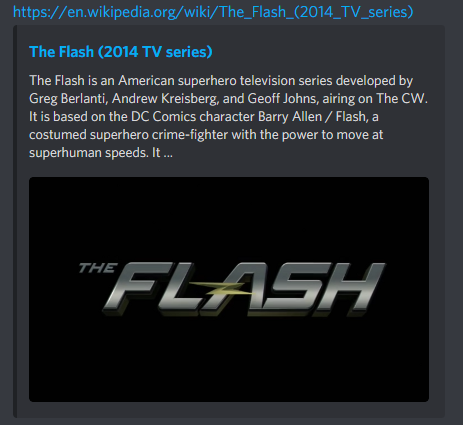 https://en.wikipedia.org/wiki/The_Flash_(2014_TV_series)
The Flash (2014 TV series)
The Flash is an American superhero television series developed by
Greg Berlanti, Andrew Kreisberg, and Geoff Johns, airing on The CW.
It is based on the DC Comics character Barry Allen / Flash, a
costumed superhero crime-fighter with the power to move at
superhuman speeds. It ...
THE FLASH